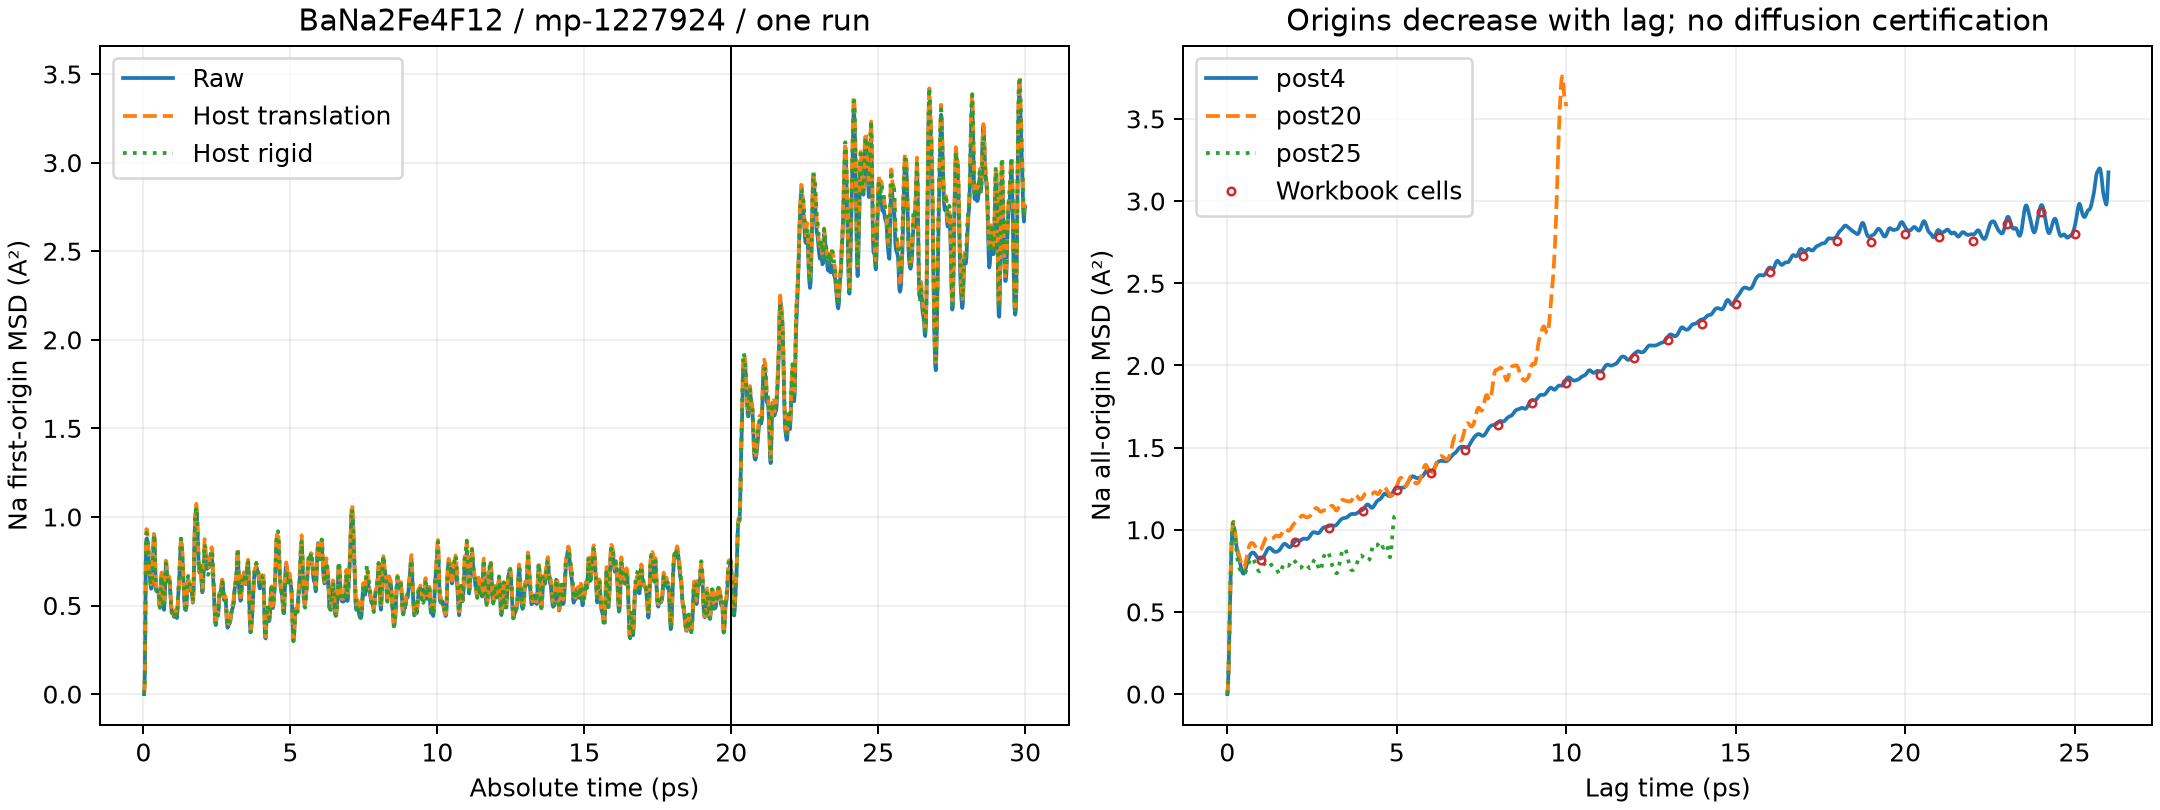 BaNa2Fe4F12 / mp-1227924 / one run
Raw
Host translation
Host rigid
3.5
3.0
2.5
2.0
1.5
1.0
0.5
0.0
Na first-origin MSD (A²)
0
5
10
15
20
25
30
Absolute time (ps)
Origins decrease with lag; no diffusion certification
post4
post20
post25
Workbook cells
3.5
3.0
2.5
2.0
1.5
1.0
0.5
0.0
Na all-origin MSD (A²)
0
5
10
15
20
25
Lag time (ps)